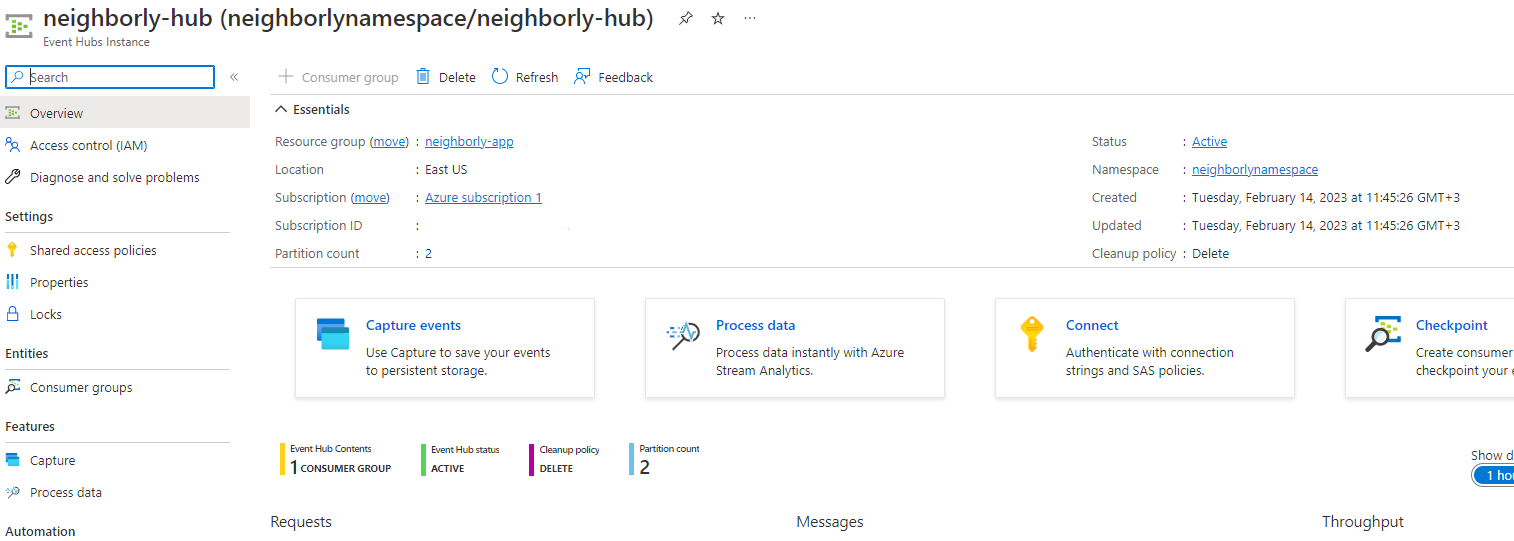 neighborly-hub (neighborlynamespace/neighborly-hub)
Event Hubs Instance
Search
Overview
Access control (IAM)
Diagnose and solve problems
Settings
Shared access policies
Properties
Locks
Entities
Consumer groups
Features
Capture
Process data
Automation
Consumer group Delete Refresh Feedback
Essentials
Resource group (move) : neighborly-app
Location : East US
Subscription (move) : Azure subscription 1
Subscription ID :
Partition count : 2
Status : Active
Namespace : neighborlynamespace
Created : Tuesday, February 14, 2023 at 11:45:26 GMT+3
Updated : Tuesday, February 14, 2023 at 11:45:26 GMT+3
Cleanup policy : Delete
Capture events
Use Capture to save your events
to persistent storage.
Process data
Process data instantly with Azure
Stream Analytics.
Connect
Authenticate with connection
strings and SAS policies.
Checkpoint
Create consumer
checkpoint your
Event Hub Contents
1 CONSUMER GROUP
Event Hub status
ACTIVE
Cleanup policy
DELETE
Partition count
2
Show
1
Requests Messages Throughput